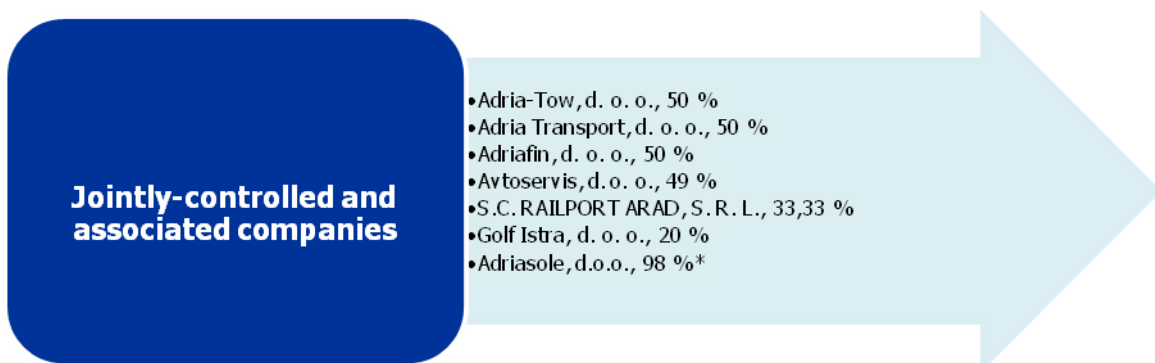 Jointly-controlled and
associated companies
•Adria-Tow, d. o. o., 50 %
•Adria Transport, d. o. o., 50 %
•Adriafin, d. o. o., 50 %
•Avtoservis, d.o. o., 49 %
•S.C. RAILPORT ARAD, S. R. L., 33,33 %
•Golf Istra, d. o. o., 20 %
•Adriasole, d.o.o., 98 %*